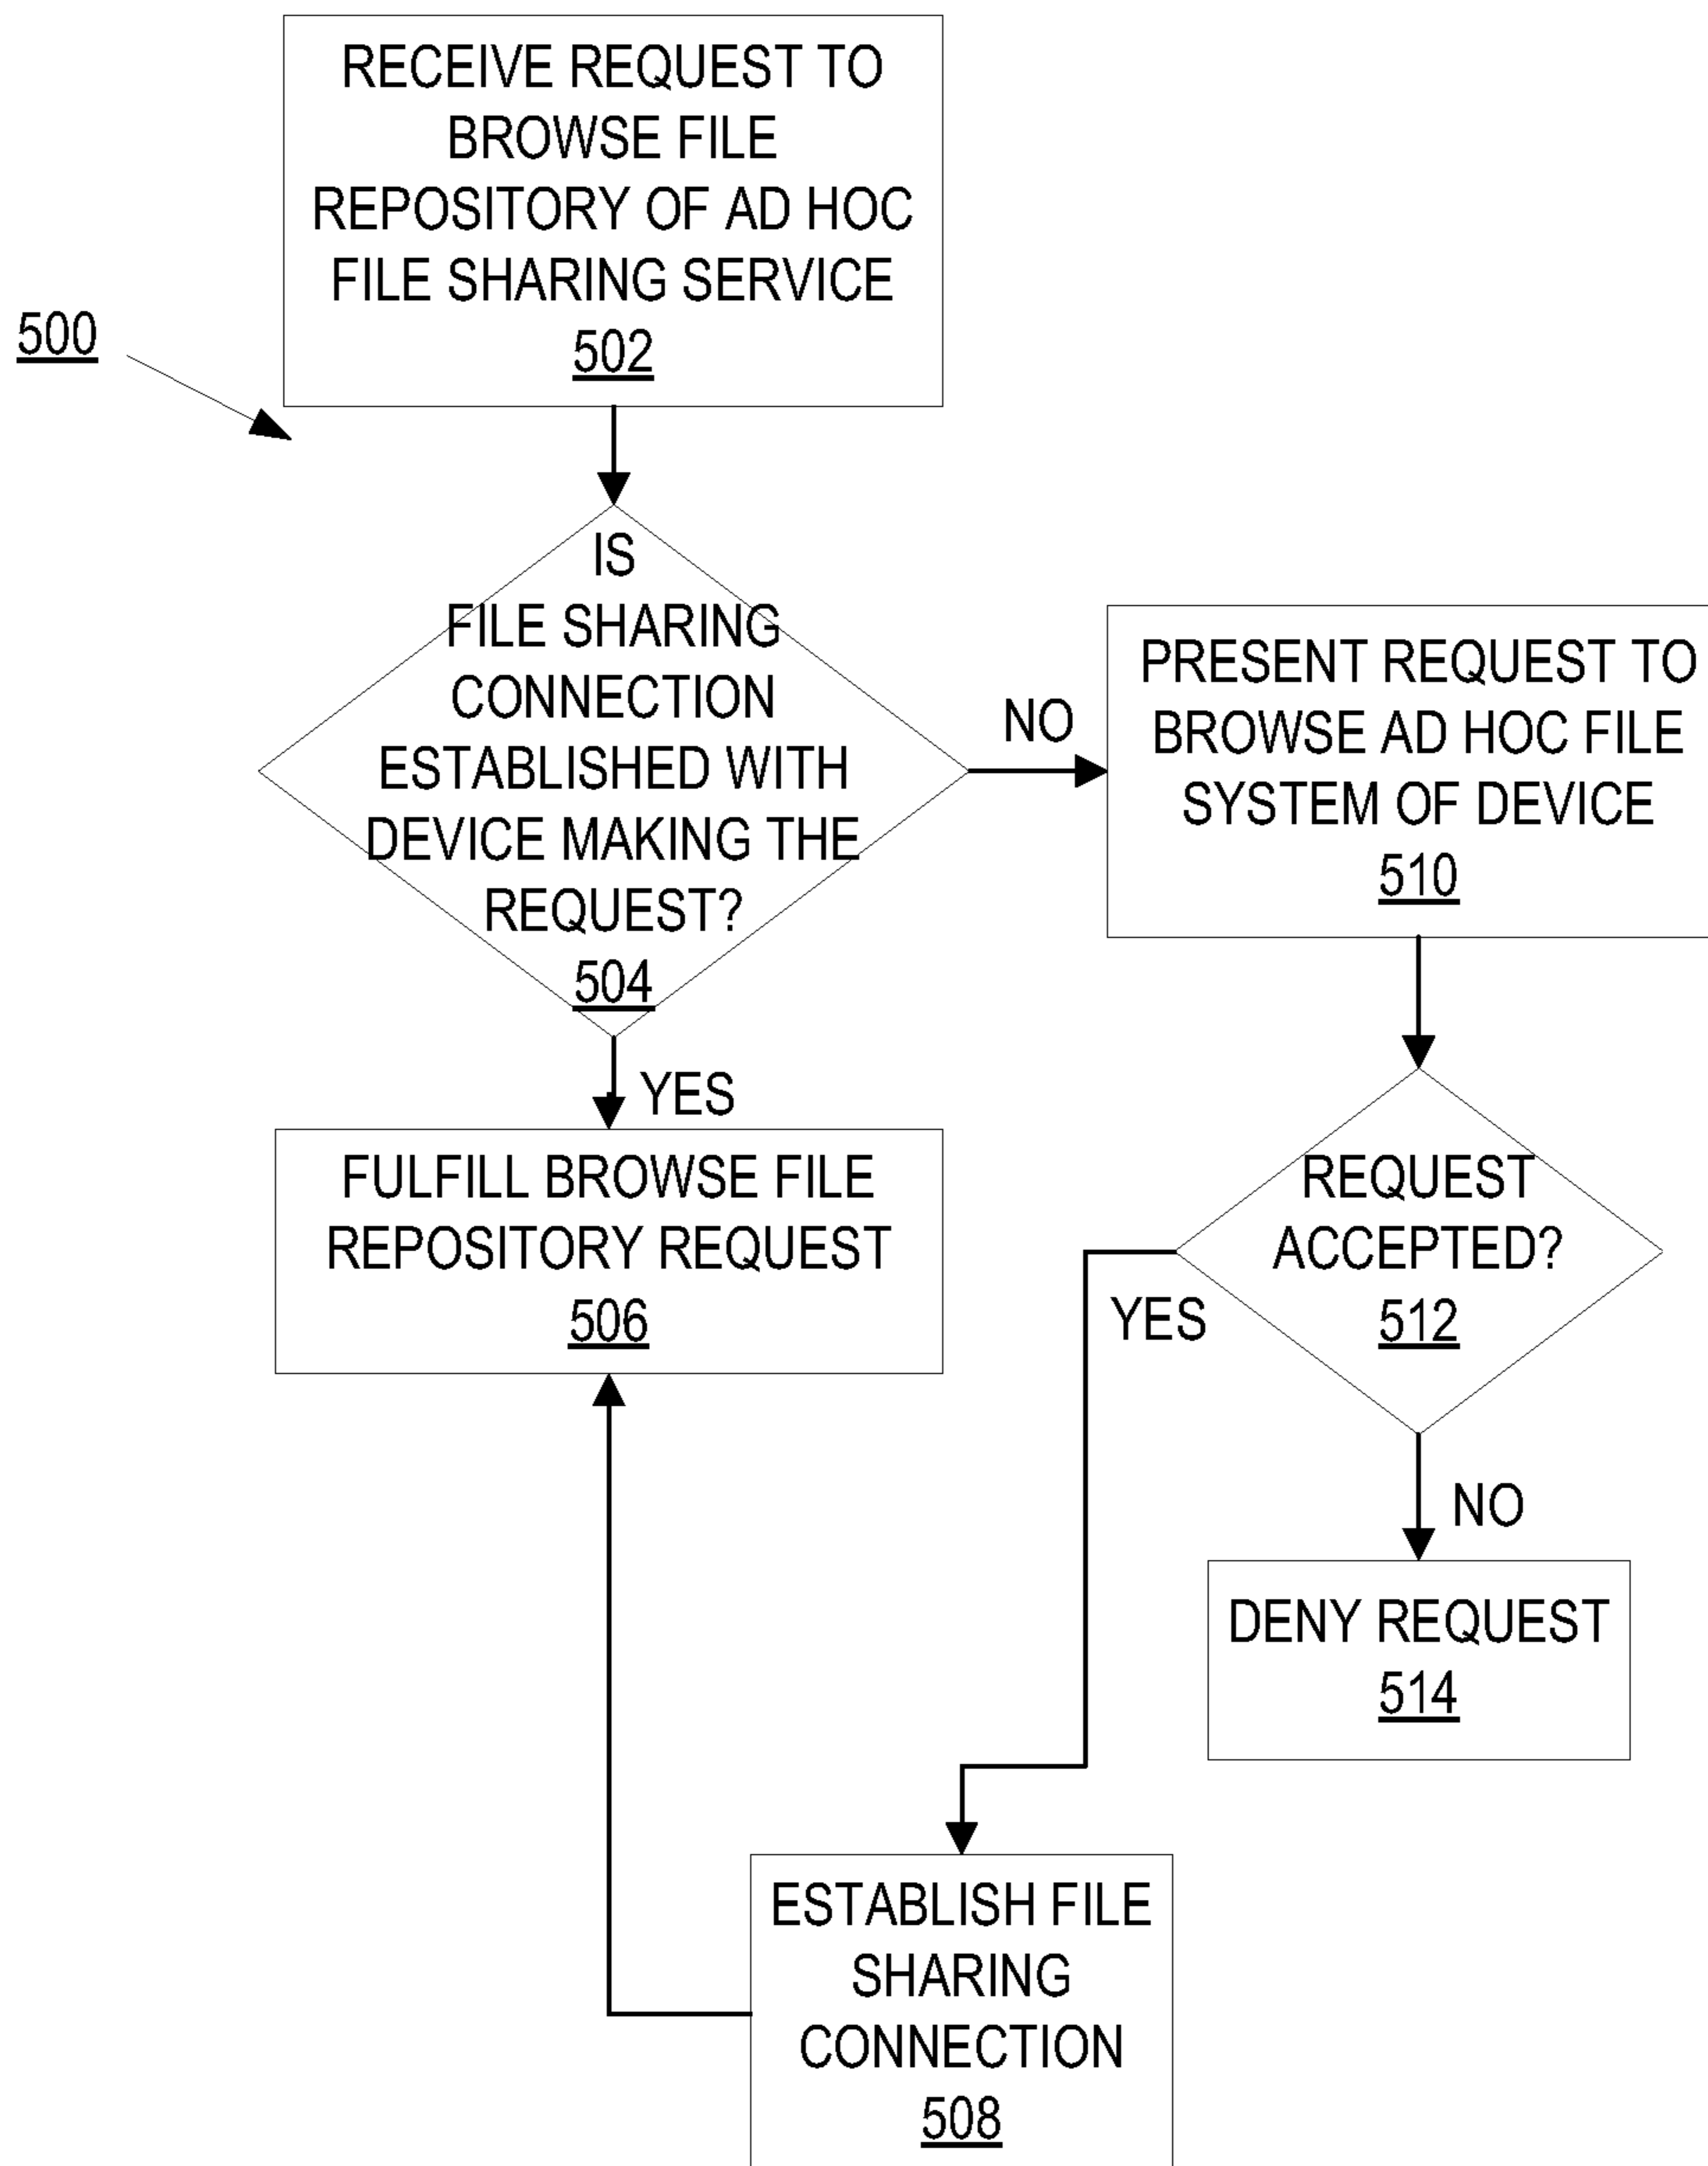 RECEIVE REQUEST TO
BROWSE FILE
REPOSITORY OF AD HOC
FILE SHARING SERVICE
502
500
IS
FILE SHARING
CONNECTION
ESTABLISHED WITH
DEVICE MAKING THE
REQUEST?
504
NO
PRESENT REQUEST TO
BROWSE AD HOC FILE
SYSTEM OF DEVICE
510
YES
FULFILL BROWSE FILE
REPOSITORY REQUEST
506
REQUEST
ACCEPTED?
512
YES
NO
DENY REQUEST
514
ESTABLISH FILE
SHARING
CONNECTION
508